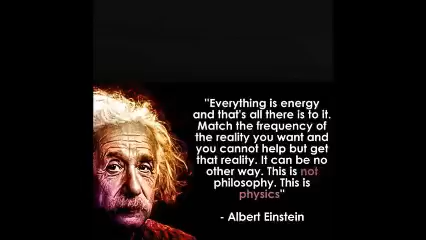 "Everything is energy
and that's all there is to it.
Match the frequency of
the reality you want and
you cannot help but get
that reality. It can be no
other way. This is not
philosophy. This is
physics"
- Albert Einstein